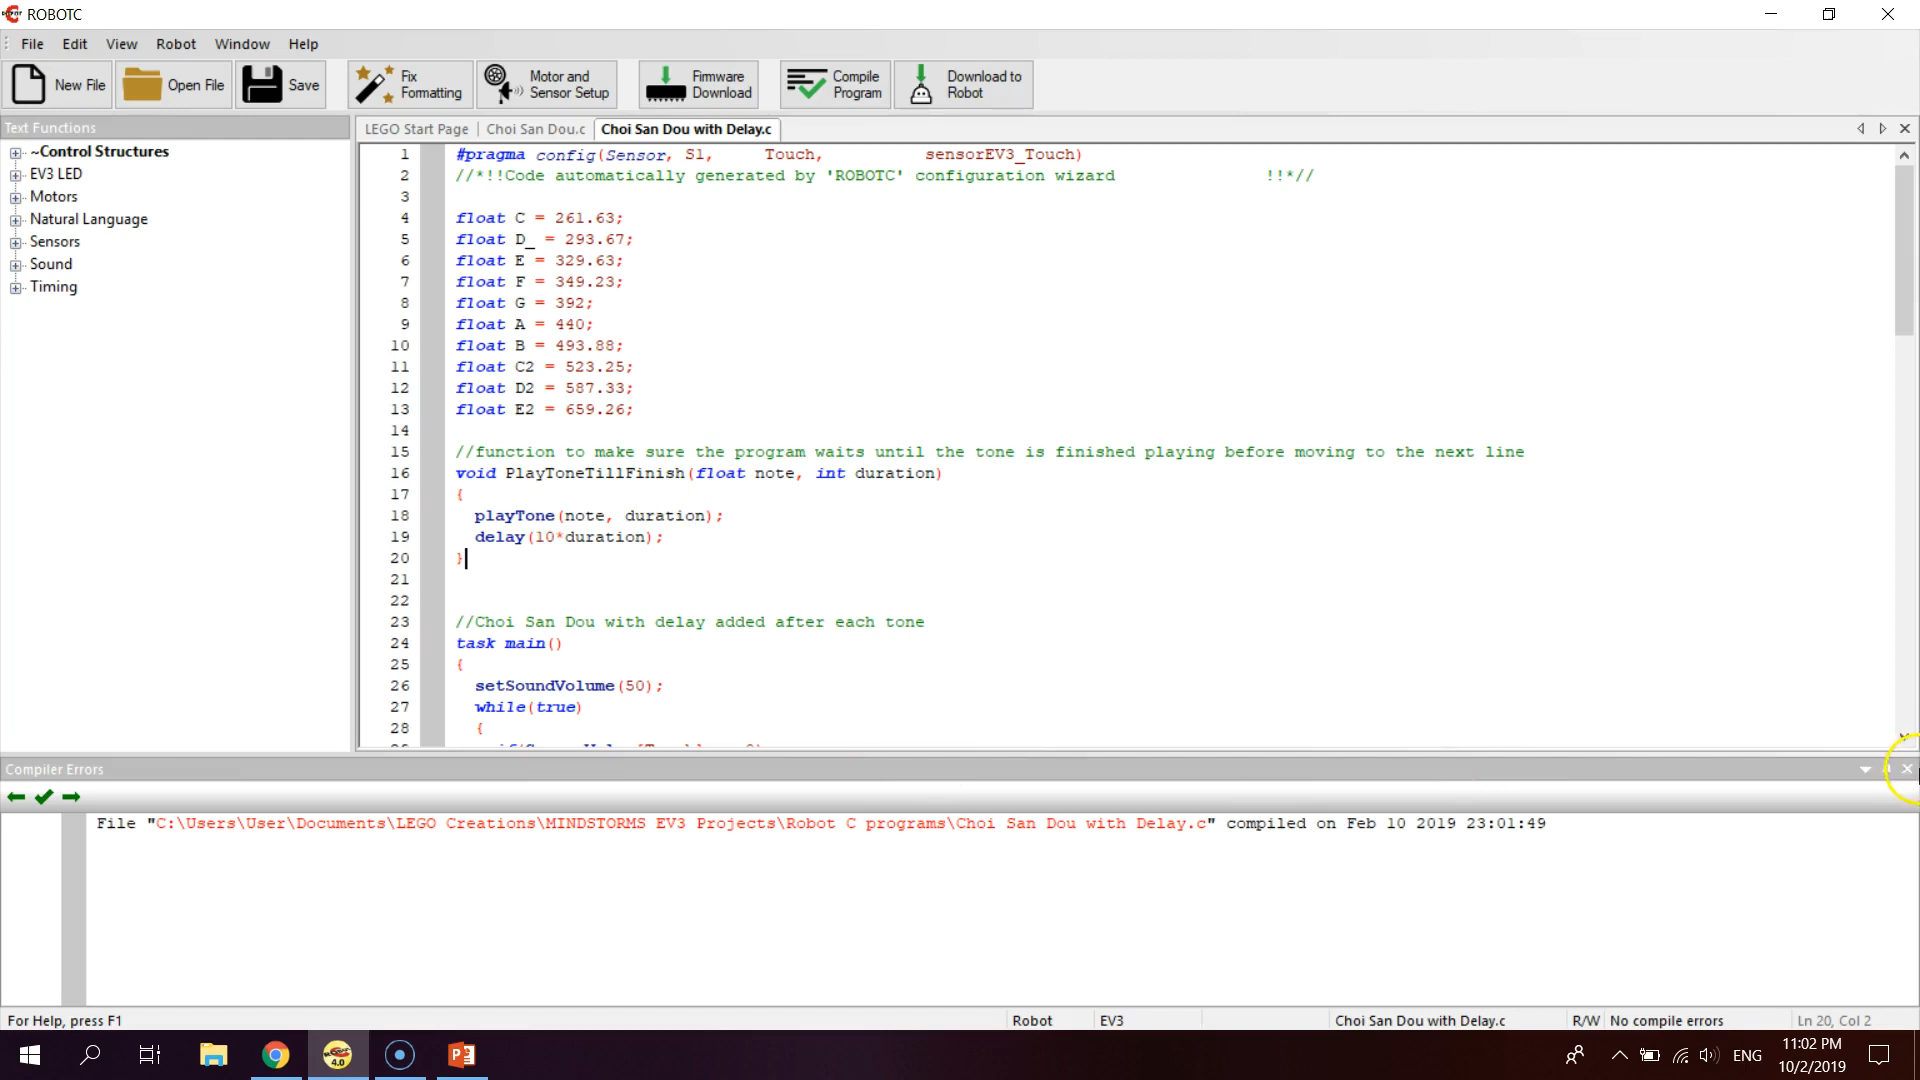 ROBOTC
File Edit View Robot Window Help
New File Open File Save Fix Formatting Motor and Sensor Setup Firmware Download Compile Program Download to Robot
Text Functions
LEGO Start Page Choi San Dou.c Choi San Dou with Delay.c
~Control Structures
EV3 LED
Motors
Natural Language
Sensors
Sound
Timing
1 #pragma config(Sensor, S1, Touch, sensorEV3_Touch)
2 //*!!Code automatically generated by 'ROBOTC' configuration wizard !!*//
3
4 float C = 261.63;
5 float D_ = 293.67;
6 float E = 329.63;
7 float F = 349.23;
8 float G = 392;
9 float A = 440;
10 float B = 493.88;
11 float C2 = 523.25;
12 float D2 = 587.33;
13 float E2 = 659.26;
14
15 //function to make sure the program waits until the tone is finished playing before moving to the next line
16 void PlayToneTillFinish(float note, int duration)
17 {
18 playTone(note, duration);
19 delay(10*duration);
20 }
21
22
23 //Choi San Dou with delay added after each tone
24 task main()
25 {
26 setSoundVolume(50);
27 while(true)
28 {
Compiler Errors
File "C:\Users\User\Documents\LEGO Creations\MINDSTORMS EV3 Projects\Robot C programs\Choi San Dou with Delay.c" compiled on Feb 10 2019 23:01:49
For Help, press F1 Robot EV3 Choi San Dou with Delay.c R/W No compile errors Ln 20, Col 2
ENG
11:02 PM
10/2/2019